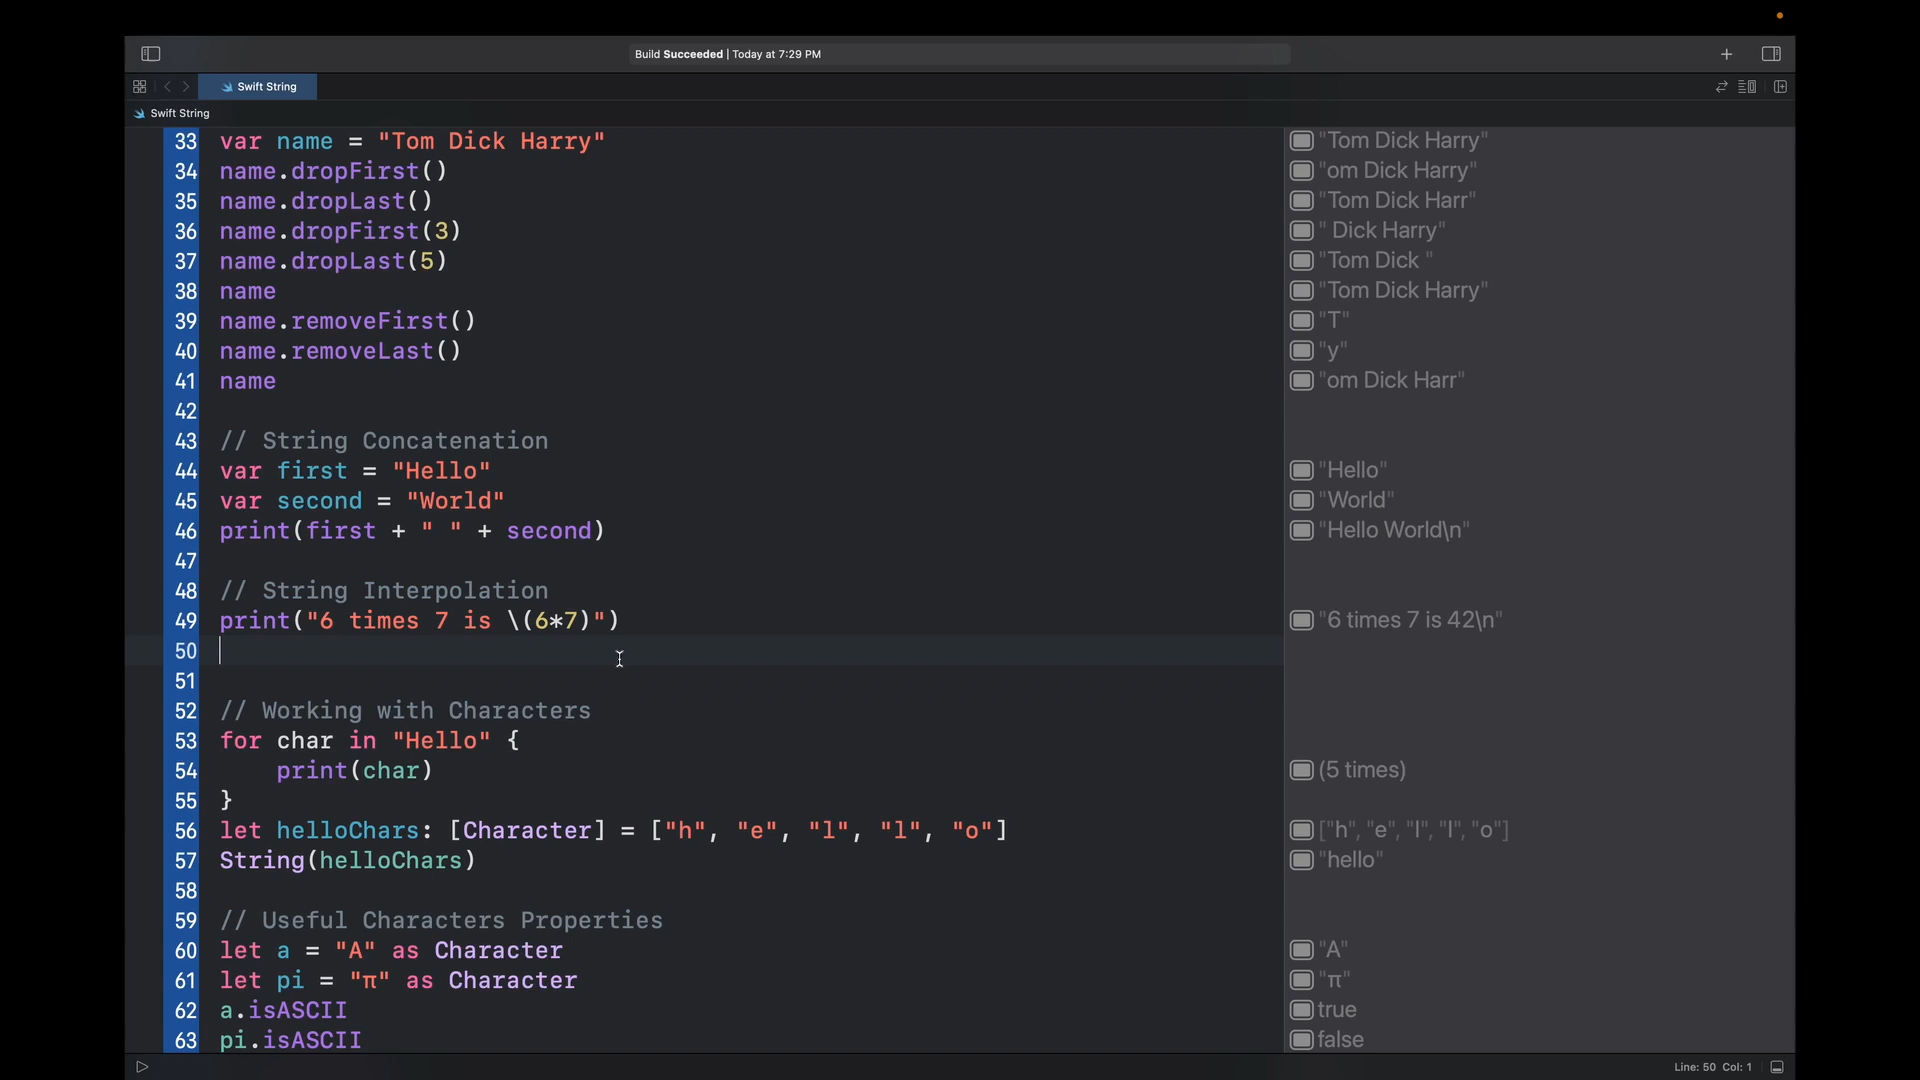 Build Succeeded | Today at 7:29 PM
Swift String
Swift String
33 var name = "Tom Dick Harry" "Tom Dick Harry"
34 name.dropFirst() "om Dick Harry"
35 name.dropLast() "Tom Dick Harr"
36 name.dropFirst(3) " Dick Harry"
37 name.dropLast(5) "Tom Dick "
38 name "Tom Dick Harry"
39 name.removeFirst() "T"
40 name.removeLast() "y"
41 name "om Dick Harr"
42
43 // String Concatenation
44 var first = "Hello" "Hello"
45 var second = "World" "World"
46 print(first + " " + second) "Hello World\n"
47
48 // String Interpolation
49 print("6 times 7 is \(6*7)") "6 times 7 is 42\n"
50
51
52 // Working with Characters
53 for char in "Hello" {
54 print(char) (5 times)
55 }
56 let helloChars: [Character] = ["h", "e", "l", "l", "o"] ["h", "e", "l", "l", "o"]
57 String(helloChars) "hello"
58
59 // Useful Characters Properties
60 let a = "A" as Character "A"
61 let pi = "π" as Character "π"
62 a.isASCII true
63 pi.isASCII false
Line: 50 Col: 1